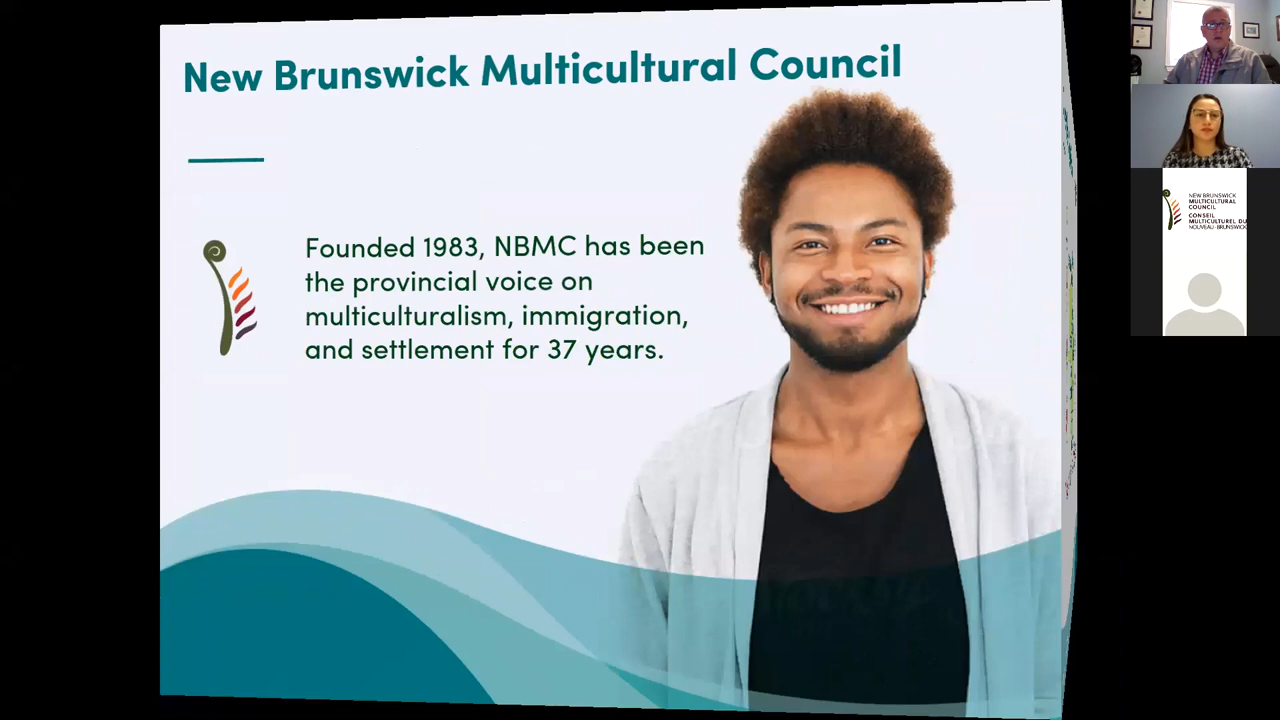 New Brunswick Multicultural Council
Founded 1983, NBMC has been
the provincial voice on
multiculturalism, immigration,
and settlement for 37 years.
NEW BRUNSWICK
MULTICULTURAL
COUNCIL
CONSEIL
MULTICULTUREL DU
NOUVEAU-BRUNSWICK